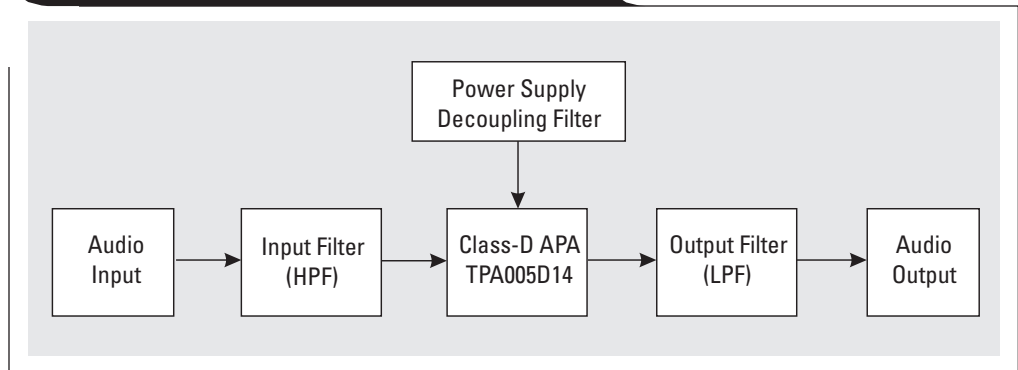 Power Supply
Decoupling Filter
Audio
Input
Input Filter
(HPF)
Class-D APA
TPA005D14
Output Filter
(LPF)
Audio
Output